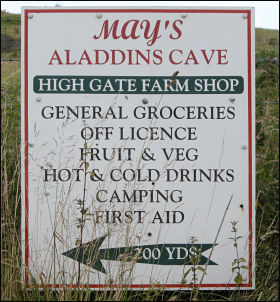 MAY'S
ALADDINS CAVE
HIGH GATE FARM SHOP
GENERAL GROCERIES
OFF LICENCE
FRUIT & VEG
HOT & COLD DRINKS
CAMPING
FIRST AID
200 YDS